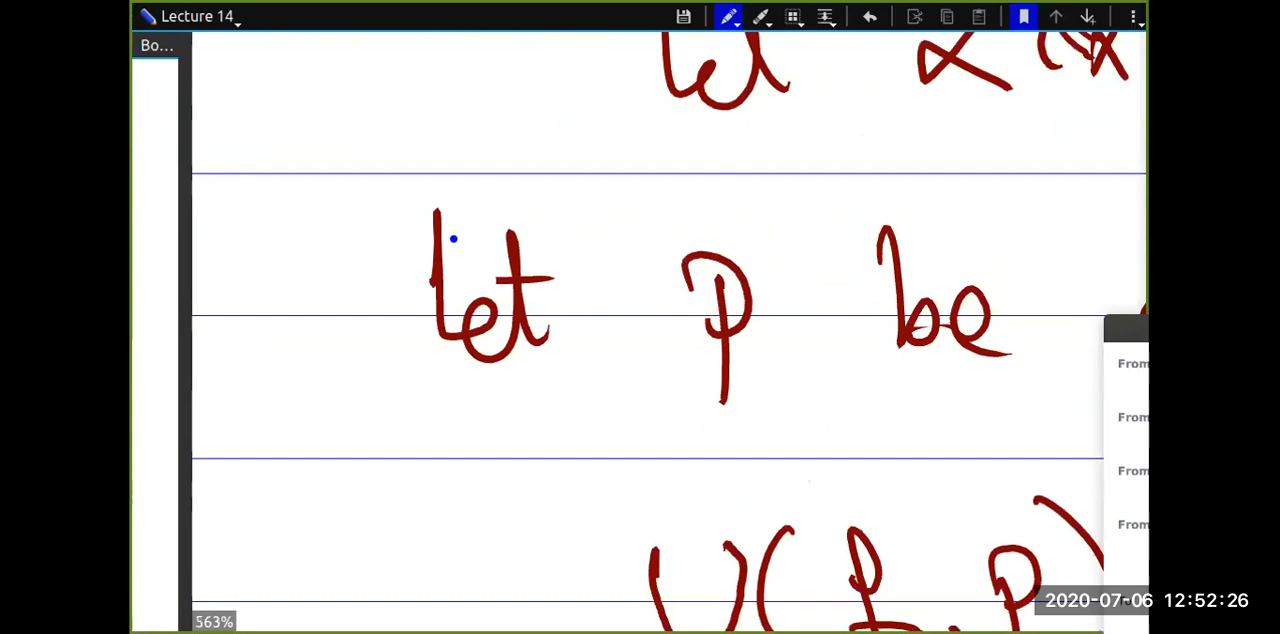 Lecture 14
Bo...
let
let p be
From
From
From
From
U(f, P)
2020-07-06 12:52:26
563%